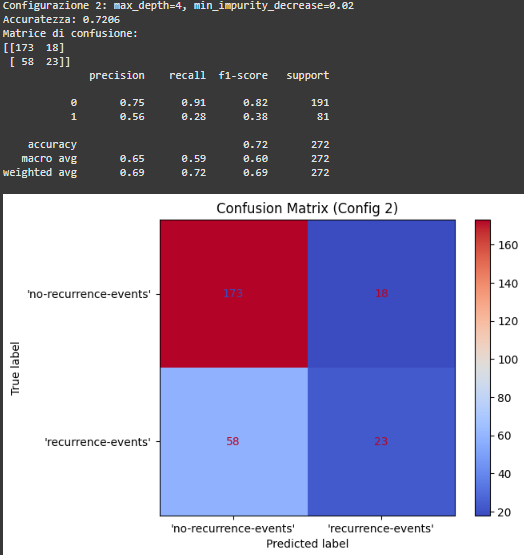 Configurazione 2: max_depth=4, min_impurity_decrease=0.02
Accuratezza: 0.7206
Matrice di confusione:
[[173  18]
 [ 58  23]]
              precision    recall  f1-score   support

           0       0.75      0.91      0.82       191
           1       0.56      0.28      0.38        81

    accuracy                           0.72       272
   macro avg       0.65      0.59      0.60       272
weighted avg       0.69      0.72      0.69       272

Confusion Matrix (Config 2)
160
140
120
100
80
60
40
20
True label
'no-recurrence-events'
173 18
'recurrence-events'
58 23
'no-recurrence-events' 'recurrence-events'
Predicted label